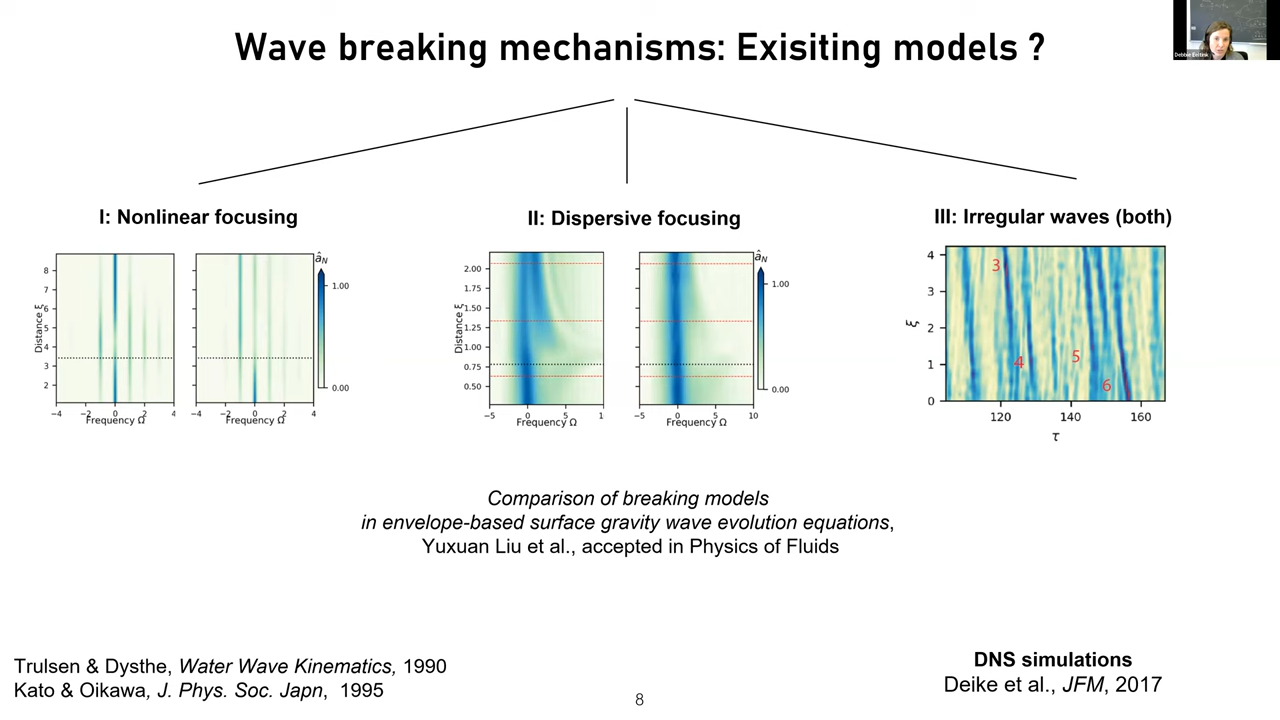 Wave breaking mechanisms: Exisiting models ?
I: Nonlinear focusing
II: Dispersive focusing
III: Irregular waves (both)
â_N
1.00
0.00
Distance ξ
8
7
6
5
4
3
2
−4 −2 0 2 4
Frequency Ω
−4 −2 0 2 4
Frequency Ω
â_N
1.00
0.00
Distance ξ
2.00
1.75
1.50
1.25
1.00
0.75
0.50
−5 0 5 1
Frequency Ω
−5 0 5 10
Frequency Ω
ξ
4
3
2
1
0
3
4
5
6
120 140 160
τ
Comparison of breaking models
in envelope-based surface gravity wave evolution equations,
Yuxuan Liu et al., accepted in Physics of Fluids
Trulsen & Dysthe, Water Wave Kinematics, 1990
Kato & Oikawa, J. Phys. Soc. Japn, 1995
DNS simulations
Deike et al., JFM, 2017
8